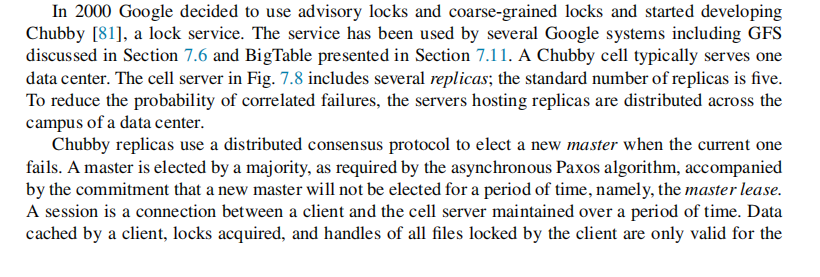 In 2000 Google decided to use advisory locks and coarse-grained locks and started developing
Chubby [81], a lock service. The service has been used by several Google systems including GFS
discussed in Section 7.6 and BigTable presented in Section 7.11. A Chubby cell typically serves one
data center. The cell server in Fig. 7.8 includes several replicas; the standard number of replicas is five.
To reduce the probability of correlated failures, the servers hosting replicas are distributed across the
campus of a data center.
Chubby replicas use a distributed consensus protocol to elect a new master when the current one
fails. A master is elected by a majority, as required by the asynchronous Paxos algorithm, accompanied
by the commitment that a new master will not be elected for a period of time, namely, the master lease.
A session is a connection between a client and the cell server maintained over a period of time. Data
cached by a client, locks acquired, and handles of all files locked by the client are only valid for the